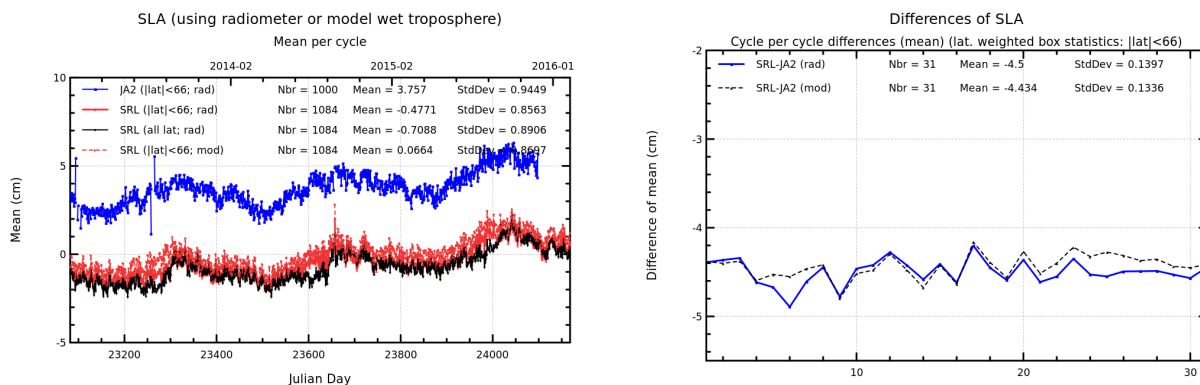 SLA (using radiometer or model wet troposphere)
Mean per cycle
2014-02 2015-02 2016-01
10
JA2 (|lat|<66; rad) Nbr = 1000 Mean = 3.757 StdDev = 0.9449
SRL (|lat|<66; rad) Nbr = 1084 Mean = -0.4771 StdDev = 0.8563
SRL (all lat; rad) Nbr = 1084 Mean = -0.7088 StdDev = 0.8906
SRL (|lat|<66; mod) Nbr = 1084 Mean = 0.0664 StdDev = 0.8697
5
0
-5
Mean (cm)
23200 23400 23600 23800 24000
Julian Day
Differences of SLA
Cycle per cycle differences (mean) (lat. weighted box statistics: |lat|<66)
-2
SRL-JA2 (rad) Nbr = 31 Mean = -4.5 StdDev = 0.1397
SRL-JA2 (mod) Nbr = 31 Mean = -4.434 StdDev = 0.1336
-3
-4
-5
Difference of mean (cm)
10 20 30